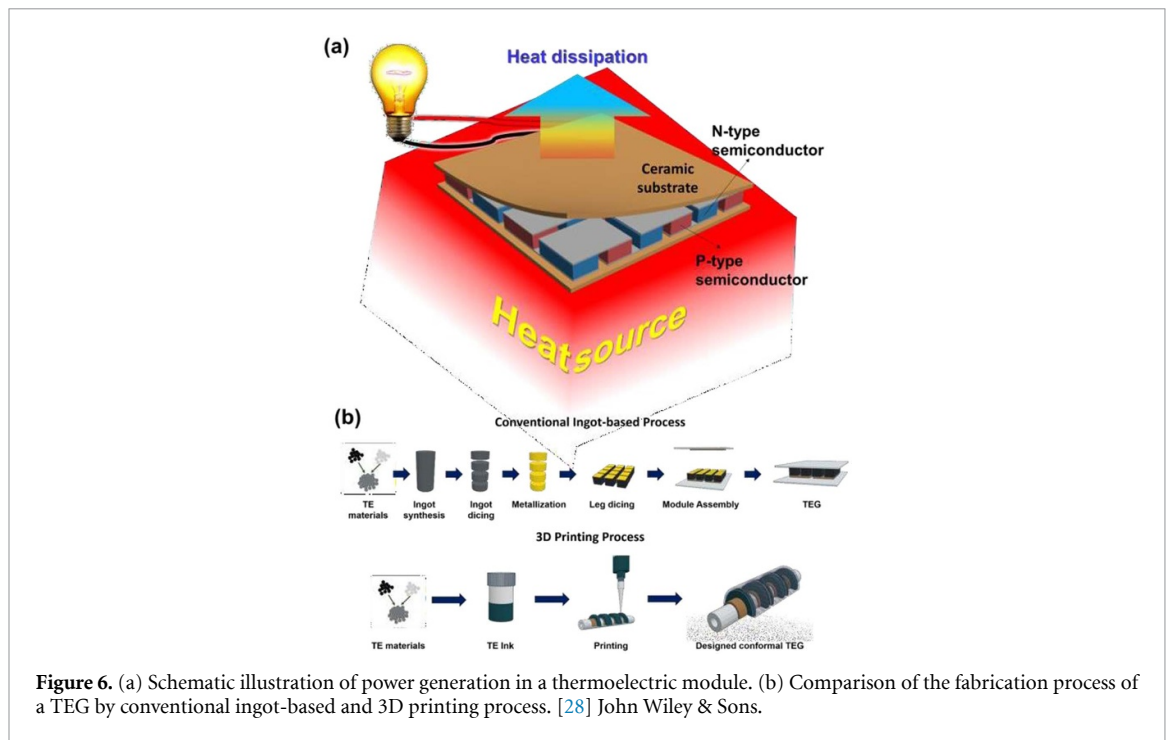 (a)
Heat dissipation
N-type
semiconductor
Ceramic
substrate
P-type
semiconductor
Heat source
(b)
Conventional Ingot-based Process
TE
materials
Ingot
synthesis
Ingot
dicing
Metallization
Leg dicing
Module Assembly
TEG
3D Printing Process
TE materials
TE Ink
Printing
Designed conformal TEG
Figure 6. (a) Schematic illustration of power generation in a thermoelectric module. (b) Comparison of the fabrication process of
a TEG by conventional ingot-based and 3D printing process. [28] John Wiley & Sons.